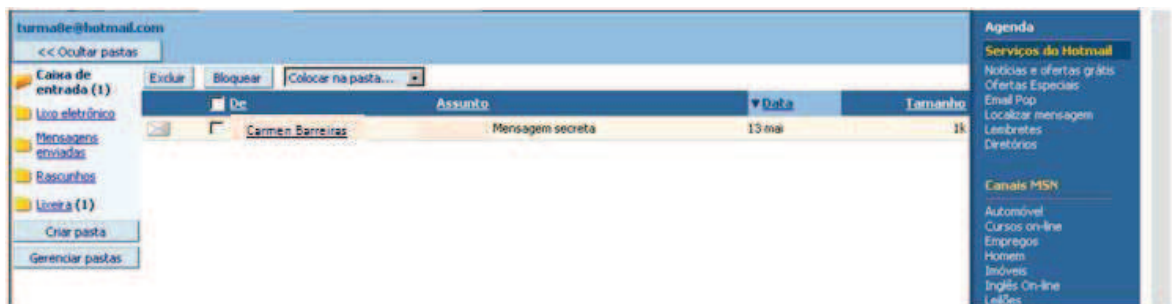 turma8e@hotmail.com
<< Ocultar pastas
Caixa de
entrada (1)
Lixo eletrônico
Mensagens
enviadas
Rascunhos
Lixeira (1)
Criar pasta
Gerenciar pastas
Excluir Bloquear Colocar na pasta...
De Assunto Data Tamanho
Carmen Barreiras Mensagem secreta 13 mai 1k
Agenda
Serviços do Hotmail
Notícias e ofertas grátis
Ofertas Especiais
Email Pop
Localizar mensagem
Lembretes
Diretórios
Canais MSN
Automóvel
Cursos on-line
Empregos
Homem
Imóveis
Inglês On-line
Leilões